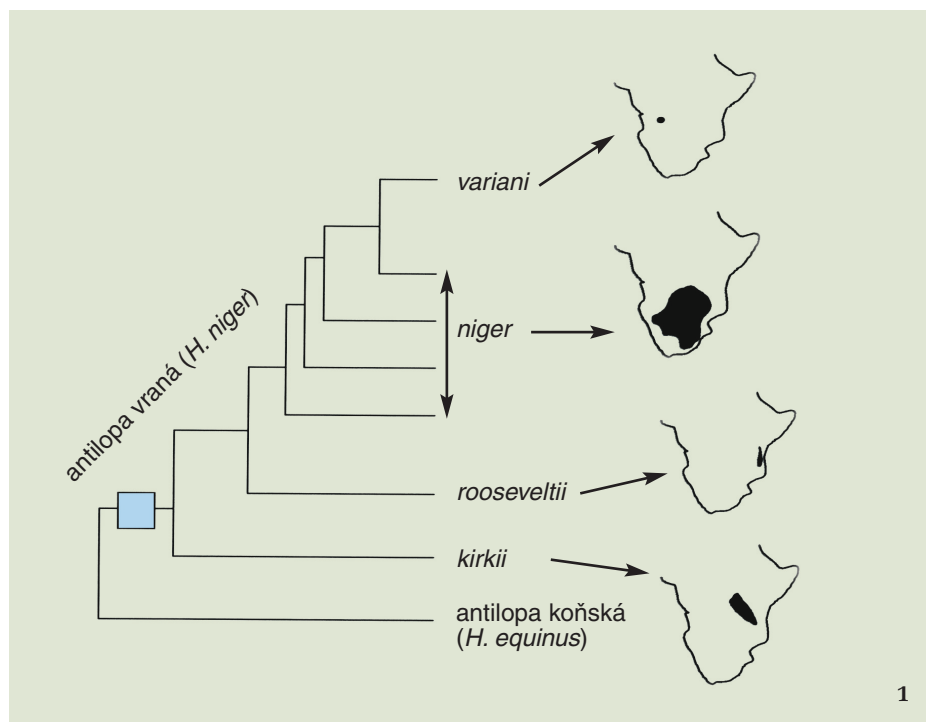 variani
antilopa vraná (H. niger)
niger
rooseveltii
kirkii
antilopa koňská
(H. equinus)
1